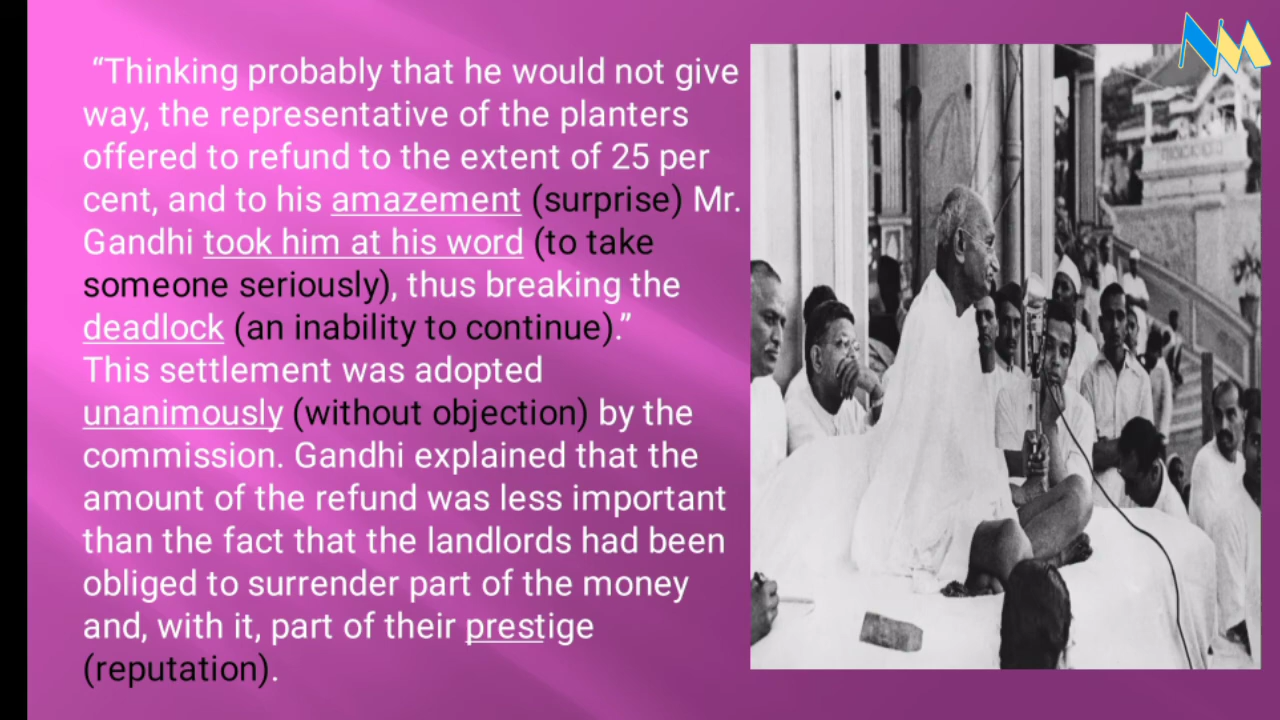 “Thinking probably that he would not give
way, the representative of the planters
offered to refund to the extent of 25 per
cent, and to his amazement (surprise) Mr.
Gandhi took him at his word (to take
someone seriously), thus breaking the
deadlock (an inability to continue).”
This settlement was adopted
unanimously (without objection) by the
commission. Gandhi explained that the
amount of the refund was less important
than the fact that the landlords had been
obliged to surrender part of the money
and, with it, part of their prestige
(reputation).
NM